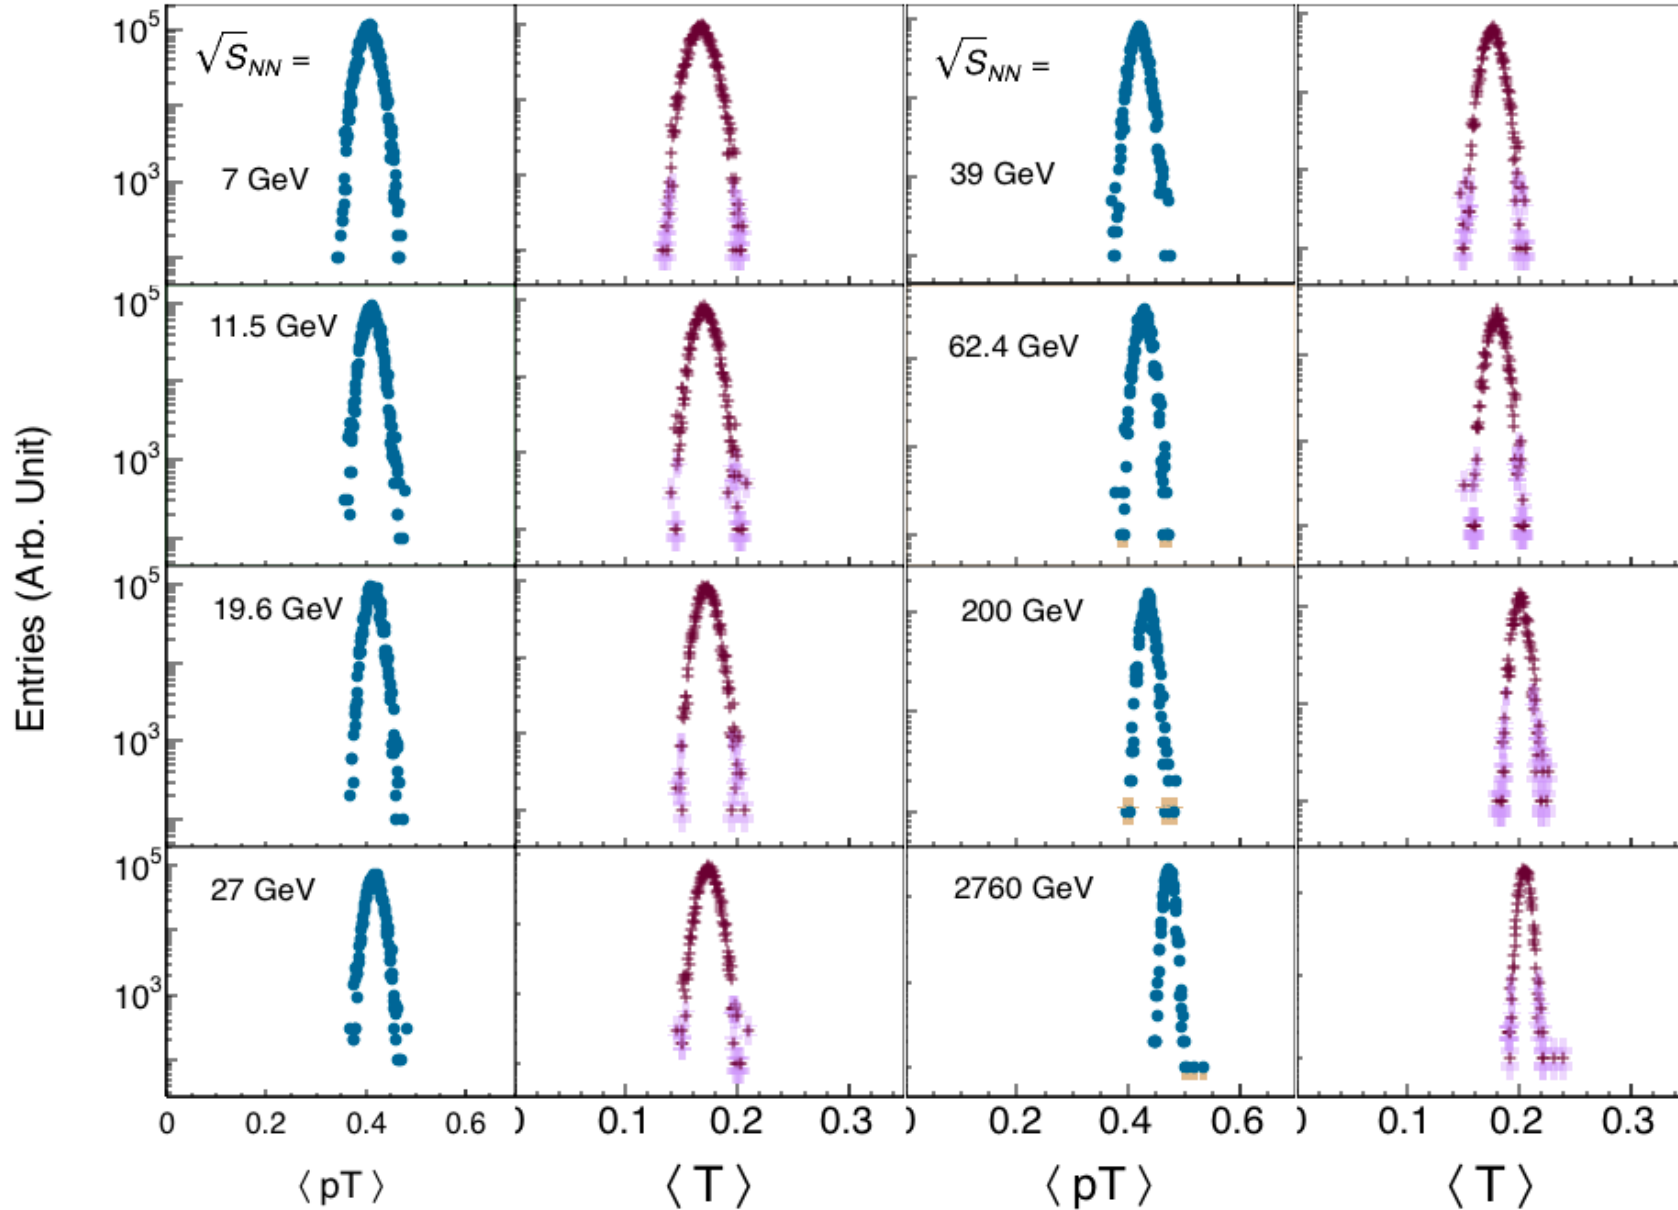 Entries (Arb. Unit)
10^5
10^3
√S_NN =
7 GeV
√S_NN =
39 GeV
10^5
10^3
11.5 GeV
62.4 GeV
10^5
10^3
19.6 GeV
200 GeV
10^5
10^3
27 GeV
2760 GeV
0 0.2 0.4 0.6 0.1 0.2 0.3 0.2 0.4 0.6 0.1 0.2 0.3
⟨ pT ⟩ ⟨ T ⟩ ⟨ pT ⟩ ⟨ T ⟩